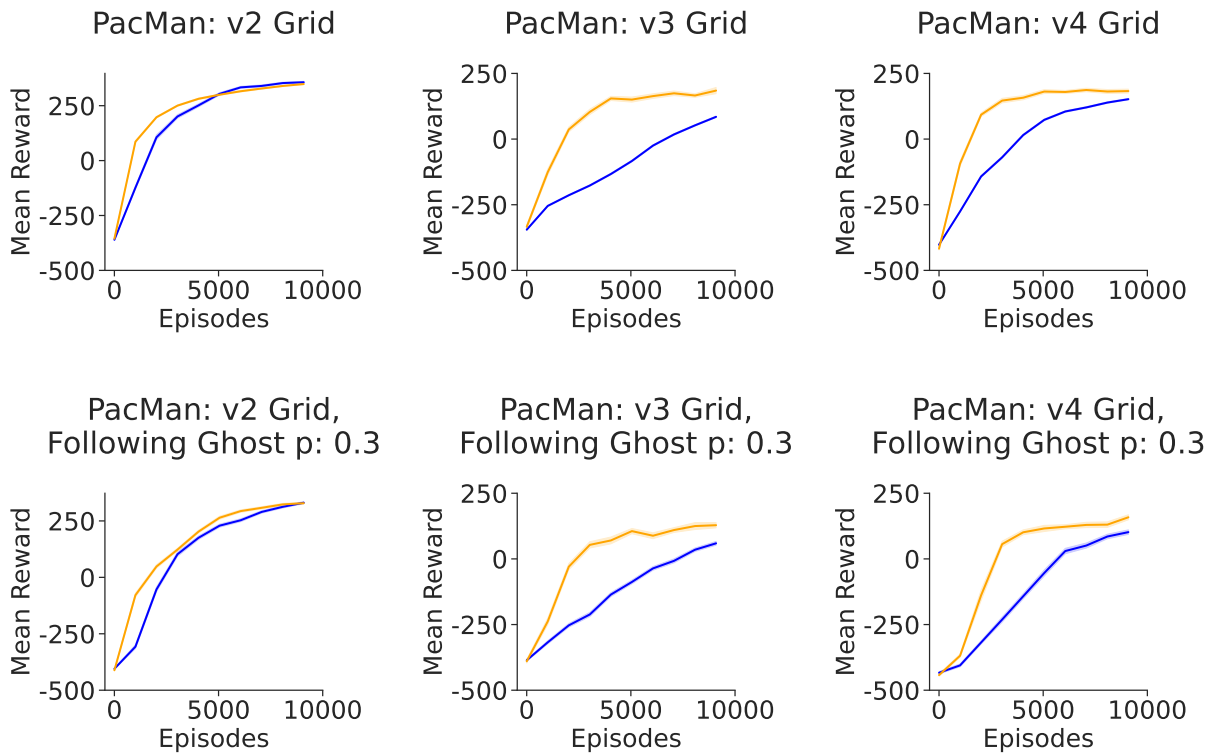 PacMan: v2 Grid
250
0
-250
-500
Mean Reward
0 5000 10000
Episodes
PacMan: v3 Grid
250
0
-250
-500
Mean Reward
0 5000 10000
Episodes
PacMan: v4 Grid
250
0
-250
-500
Mean Reward
0 5000 10000
Episodes
PacMan: v2 Grid,
Following Ghost p: 0.3
250
0
-250
-500
Mean Reward
0 5000 10000
Episodes
PacMan: v3 Grid,
Following Ghost p: 0.3
250
0
-250
-500
Mean Reward
0 5000 10000
Episodes
PacMan: v4 Grid,
Following Ghost p: 0.3
250
0
-250
-500
Mean Reward
0 5000 10000
Episodes